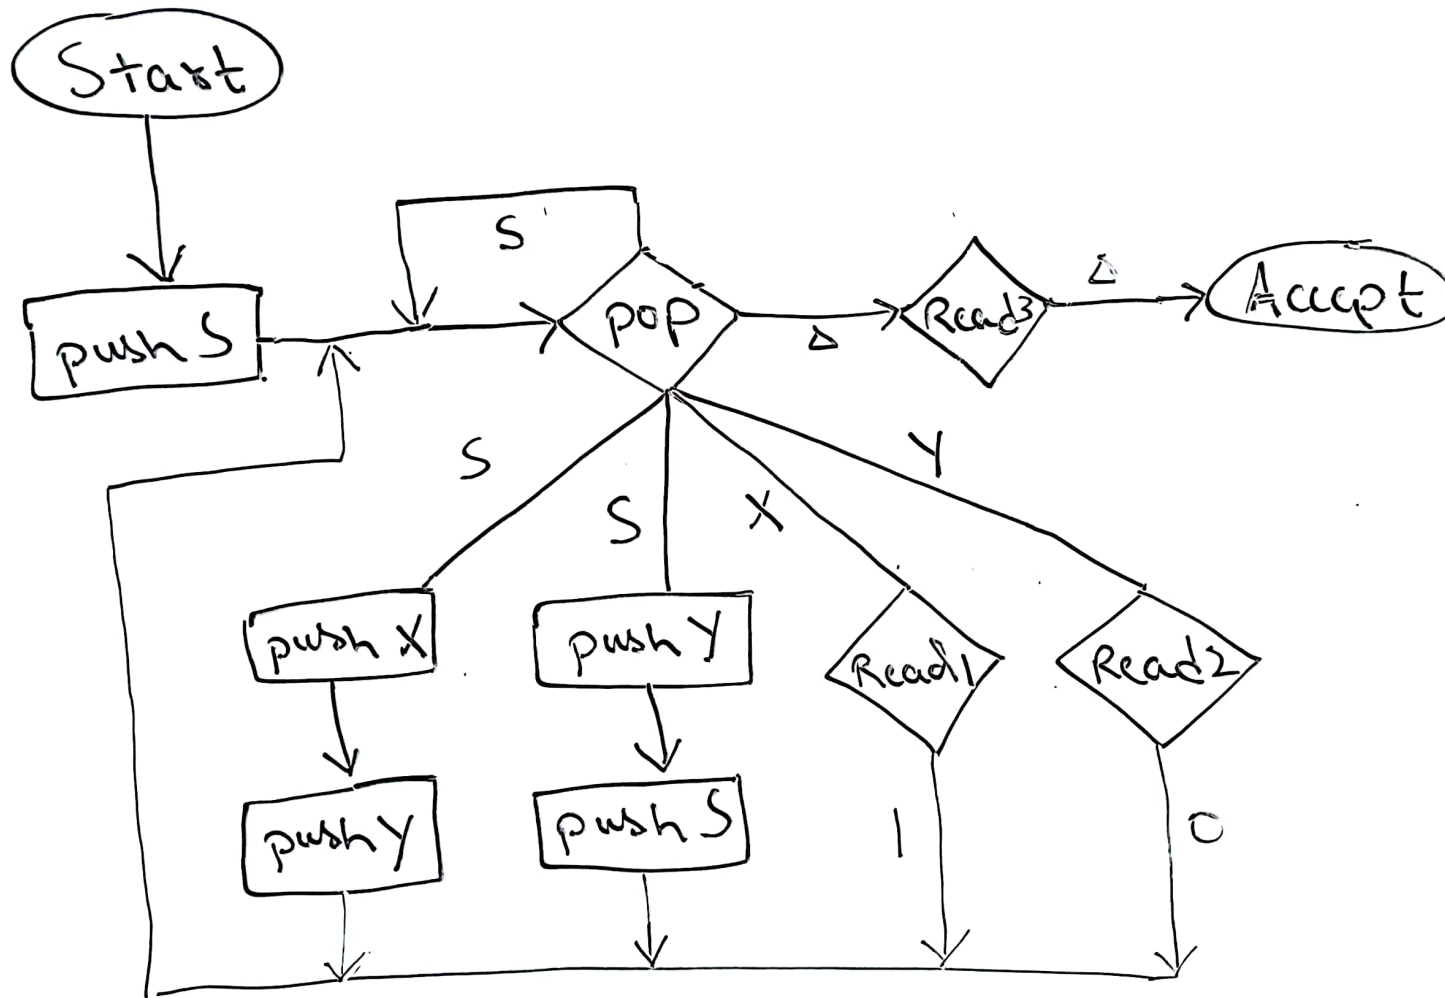 Start
S
push S
pop
Δ
Read3
Δ
Accept
S
S
X
Y
push X
push Y
Read1
Read2
push Y
push S
1
0